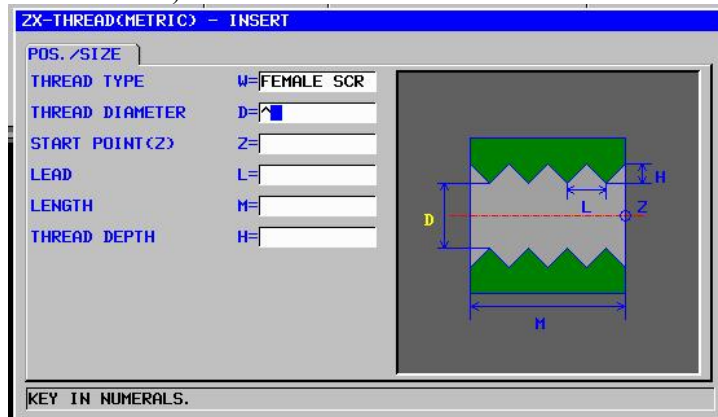 ZX-THREAD(METRIC) - INSERT
POS./SIZE
THREAD TYPE W=FEMALE SCR
THREAD DIAMETER D=^
START POINT(Z) Z=
LEAD L=
LENGTH M=
THREAD DEPTH H=
H
L Z
D
M
KEY IN NUMERALS.